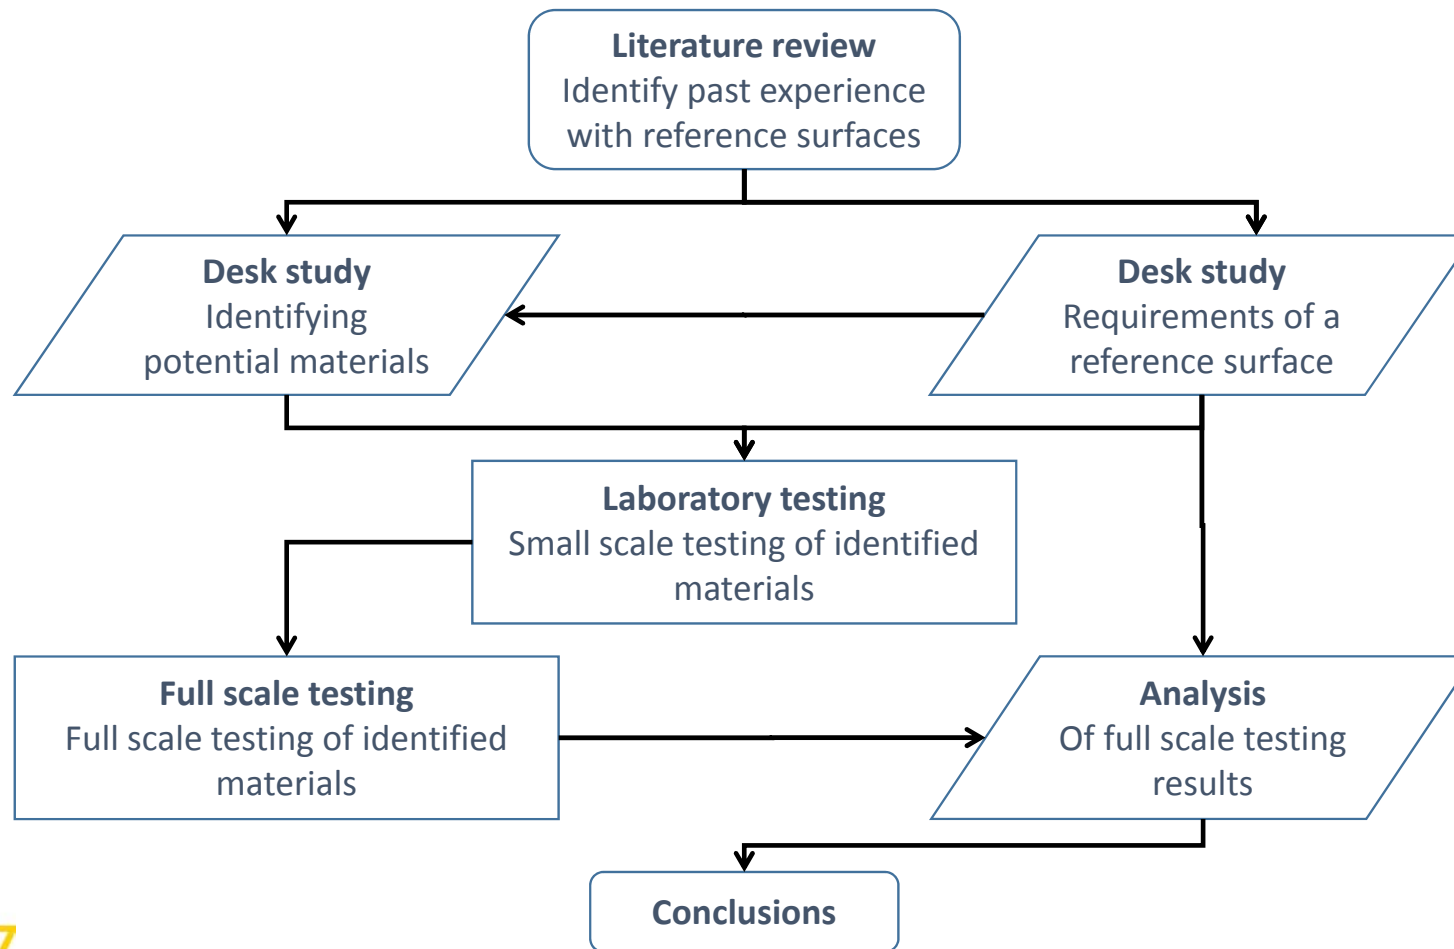 Literature review
Identify past experience
with reference surfaces
Desk study
Identifying
potential materials
Desk study
Requirements of a
reference surface
Laboratory testing
Small scale testing of identified
materials
Full scale testing
Full scale testing of identified
materials
Analysis
Of full scale testing
results
Conclusions